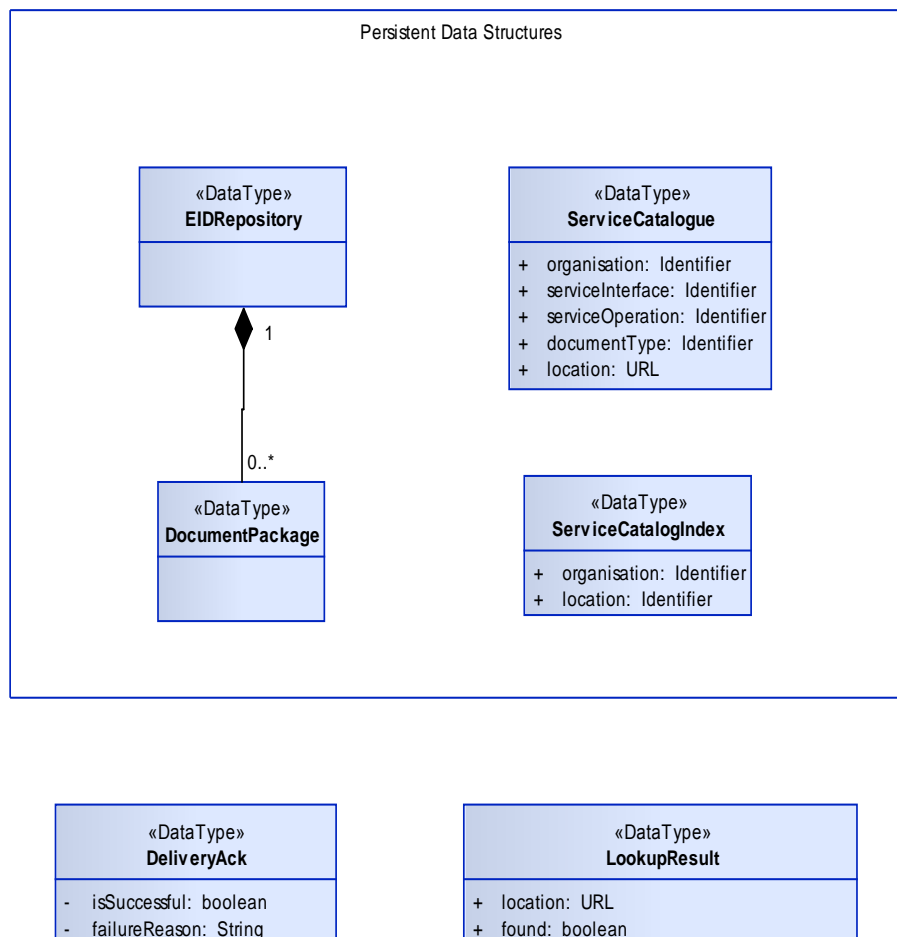 Persistent Data Structures
«DataType»
EIDRepository
1
0..*
«DataType»
DocumentPackage
«DataType»
ServiceCatalogue
+ organisation: Identifier
+ serviceInterface: Identifier
+ serviceOperation: Identifier
+ documentType: Identifier
+ location: URL
«DataType»
ServiceCatalogIndex
+ organisation: Identifier
+ location: Identifier
«DataType»
DeliveryAck
- isSuccessful: boolean
- failureReason: String
«DataType»
LookupResult
+ location: URL
+ found: boolean